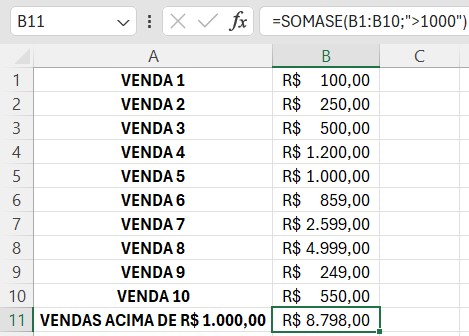 B11 fx =SOMASE(B1:B10;">1000")
A B C
1 VENDA 1 R$ 100,00
2 VENDA 2 R$ 250,00
3 VENDA 3 R$ 500,00
4 VENDA 4 R$ 1.200,00
5 VENDA 5 R$ 1.000,00
6 VENDA 6 R$ 859,00
7 VENDA 7 R$ 2.599,00
8 VENDA 8 R$ 4.999,00
9 VENDA 9 R$ 249,00
10 VENDA 10 R$ 550,00
11 VENDAS ACIMA DE R$ 1.000,00 R$ 8.798,00